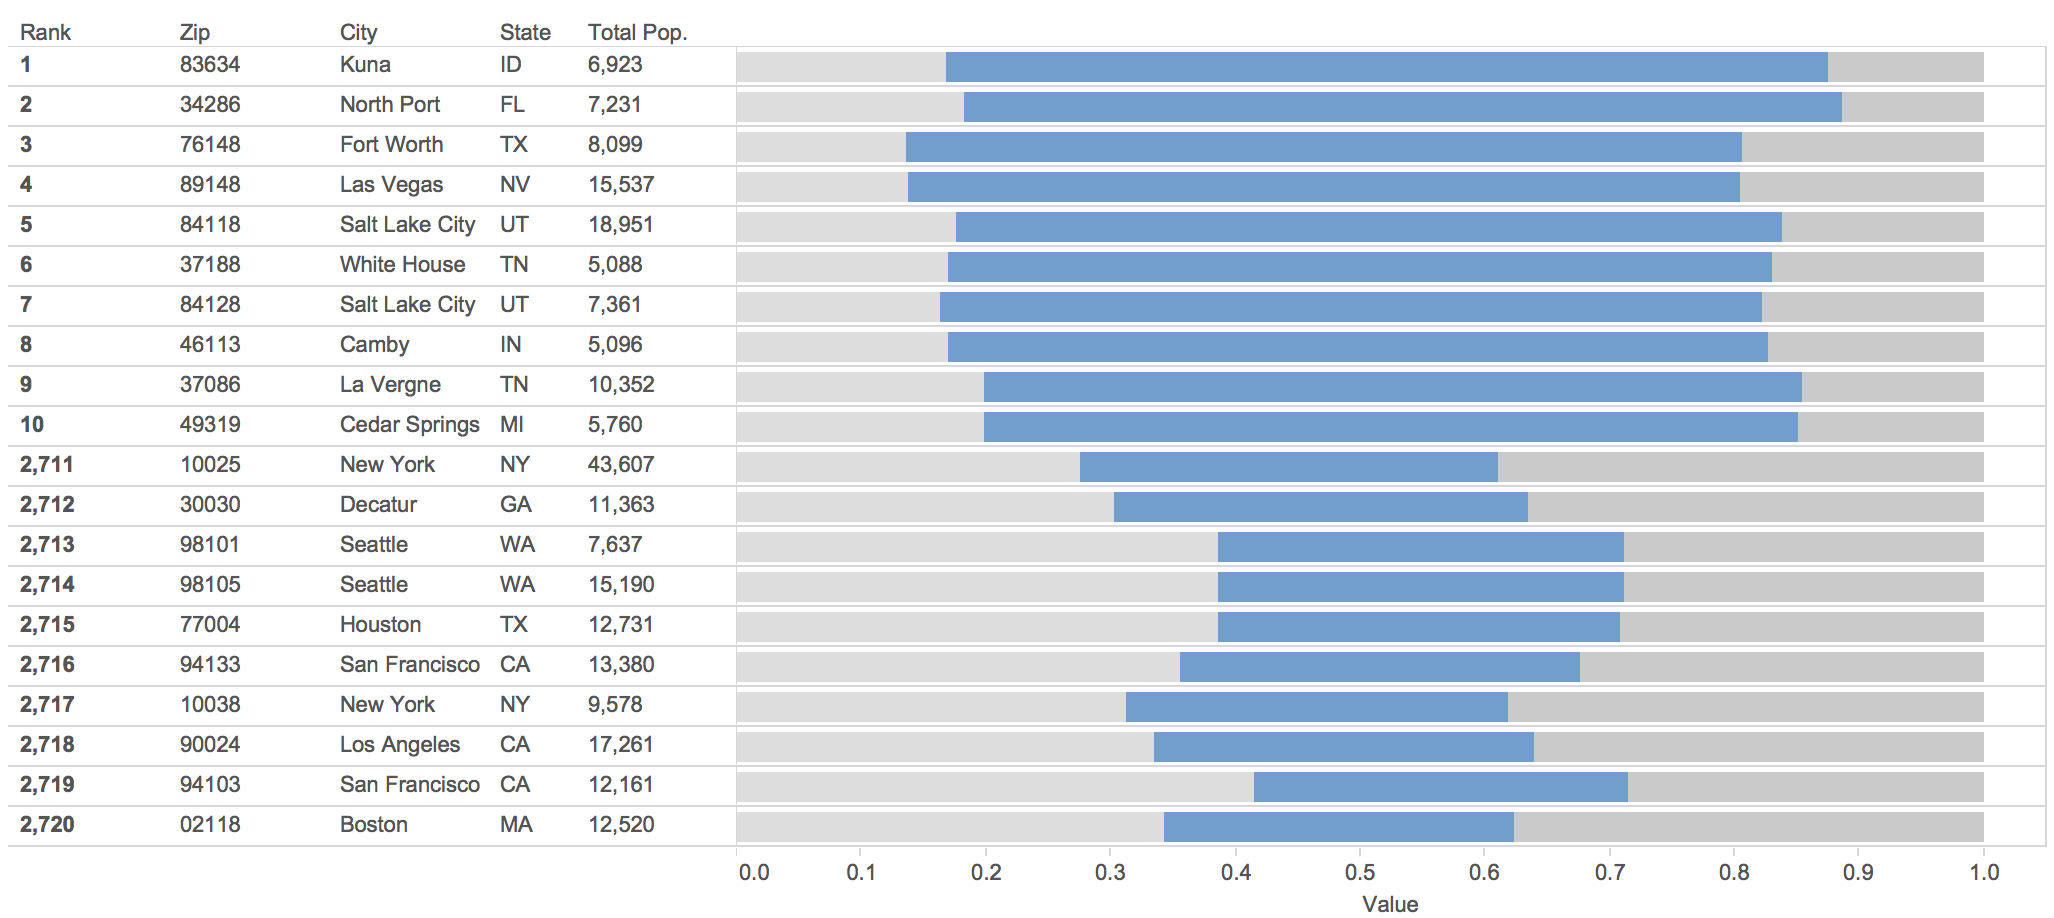 Rank Zip City State Total Pop.
1 83634 Kuna ID 6,923
2 34286 North Port FL 7,231
3 76148 Fort Worth TX 8,099
4 89148 Las Vegas NV 15,537
5 84118 Salt Lake City UT 18,951
6 37188 White House TN 5,088
7 84128 Salt Lake City UT 7,361
8 46113 Camby IN 5,096
9 37086 La Vergne TN 10,352
10 49319 Cedar Springs MI 5,760
2,711 10025 New York NY 43,607
2,712 30030 Decatur GA 11,363
2,713 98101 Seattle WA 7,637
2,714 98105 Seattle WA 15,190
2,715 77004 Houston TX 12,731
2,716 94133 San Francisco CA 13,380
2,717 10038 New York NY 9,578
2,718 90024 Los Angeles CA 17,261
2,719 94103 San Francisco CA 12,161
2,720 02118 Boston MA 12,520
0.0 0.1 0.2 0.3 0.4 0.5 0.6 0.7 0.8 0.9 1.0
Value